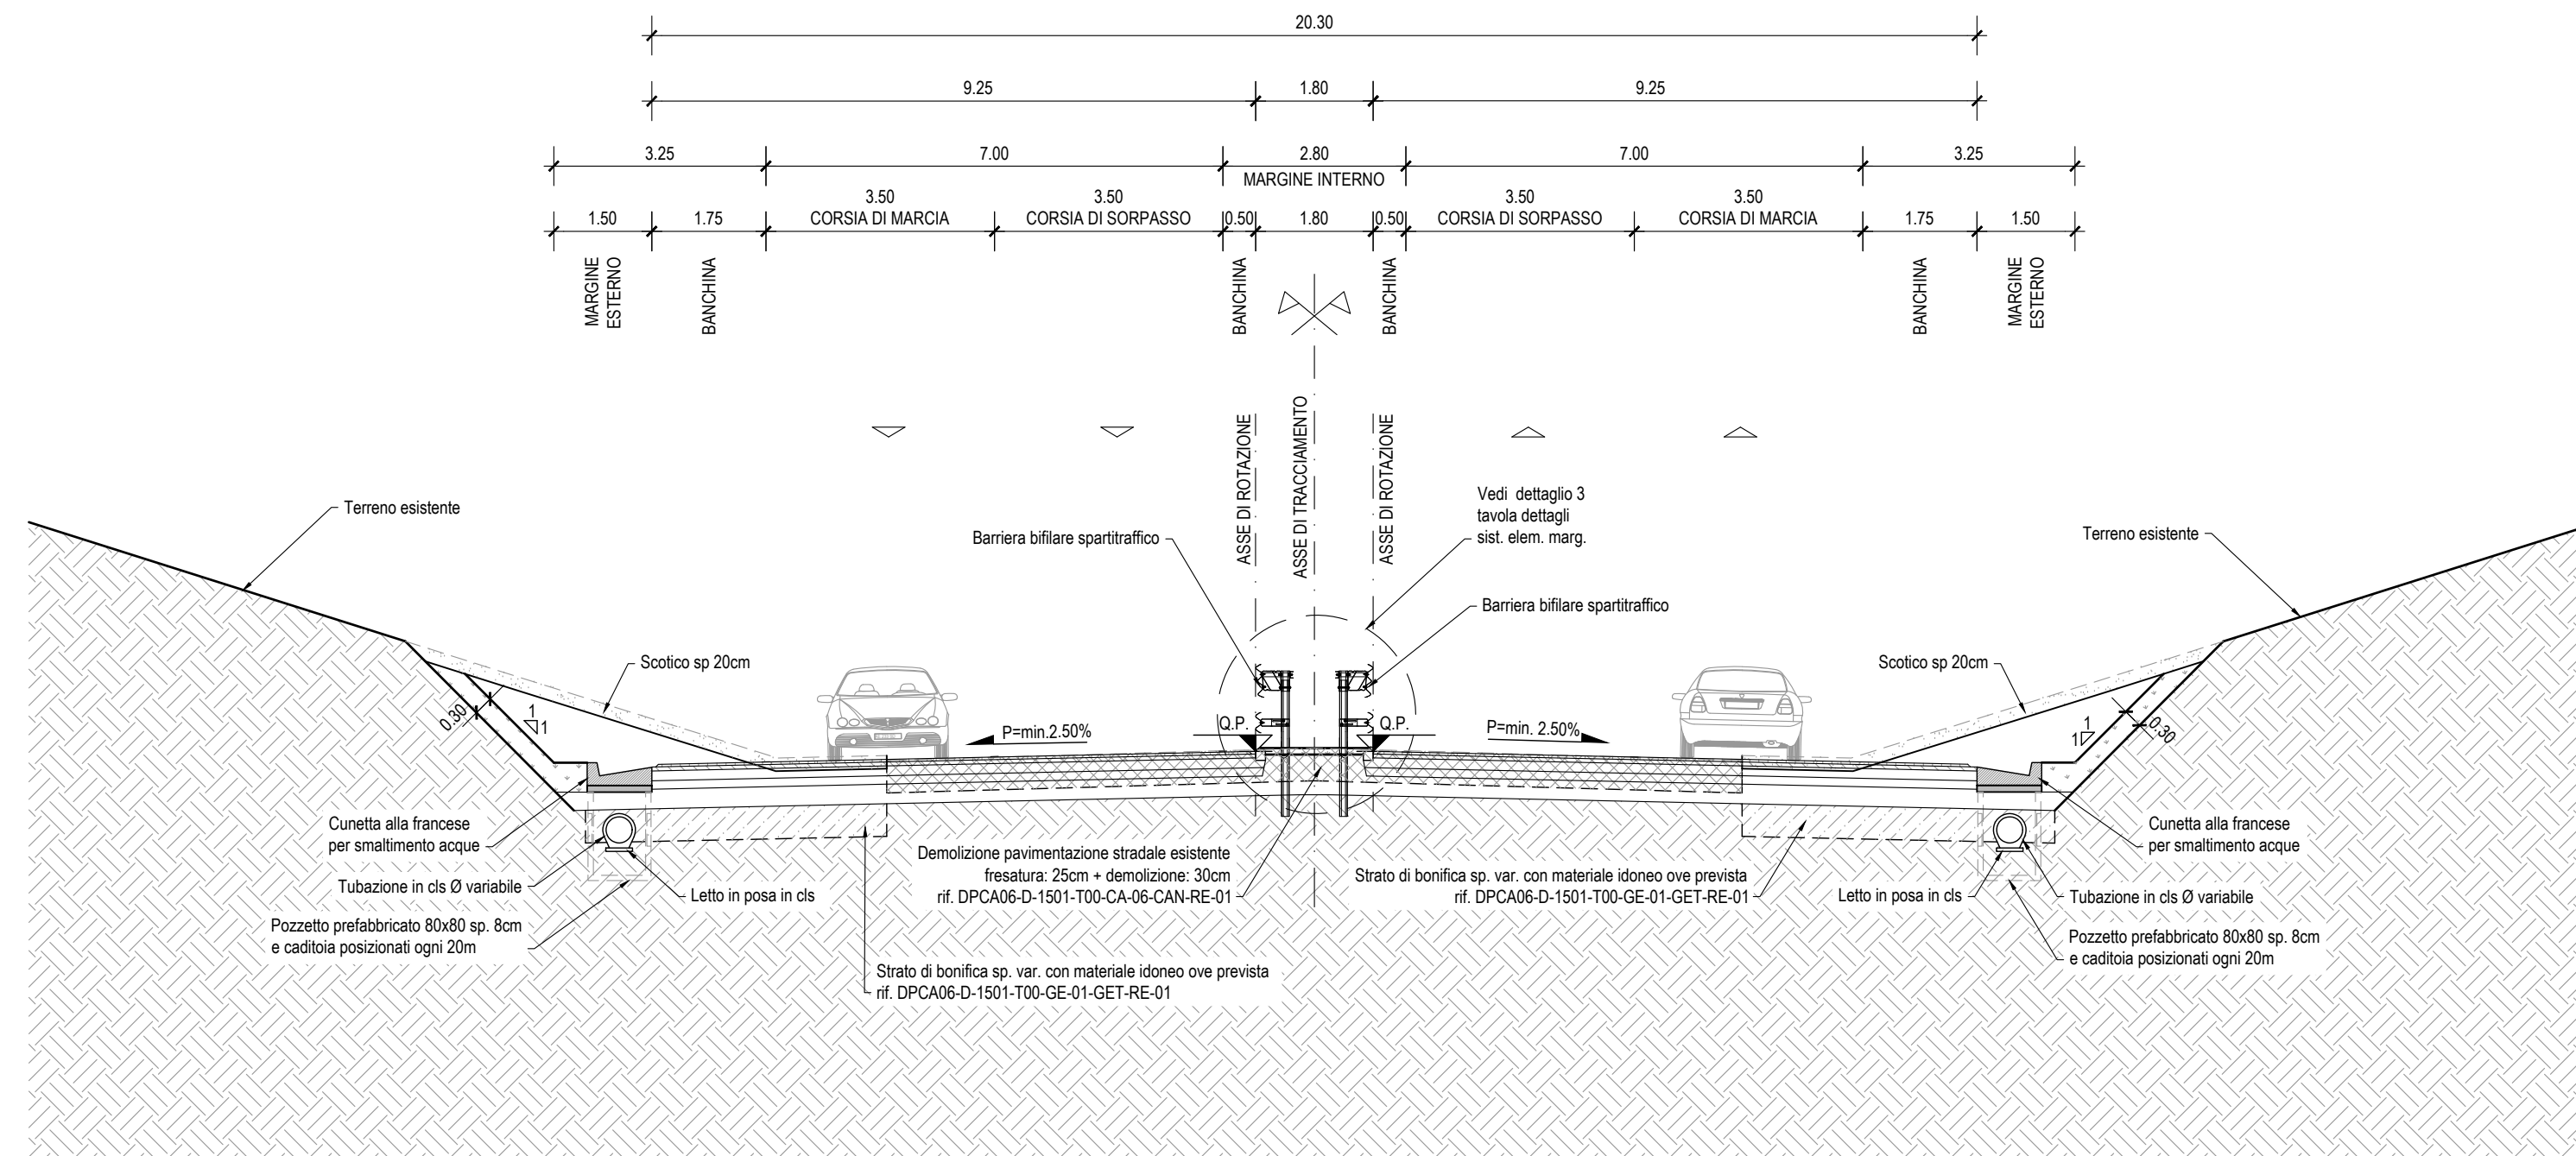 20.30
9.25 1.80 9.25
3.25 7.00 2.80 7.00 3.25
MARGINE INTERNO
3.50 3.50 3.50 3.50
1.50 1.75 CORSIA DI MARCIA CORSIA DI SORPASSO 0.50 1.80 0.50 CORSIA DI SORPASSO CORSIA DI MARCIA 1.75 1.50
MARGINE
ESTERNO
BANCHINA
BANCHINA
BANCHINA
BANCHINA
MARGINE
ESTERNO
ASSE DI ROTAZIONE
ASSE DI TRACCIAMENTO
ASSE DI ROTAZIONE
Terreno esistente
Vedi dettaglio 3
tavola dettagli
sist. elem. marg.
Barriera bifilare spartitraffico
Terreno esistente
Barriera bifilare spartitraffico
Scotico sp 20cm
Scotico sp 20cm
0.30
1
1
P=min.2.50%
Q.P.
Q.P.
P=min. 2.50%
1
1
0.30
Cunetta alla francese
per smaltimento acque
Tubazione in cls Ø variabile
Letto in posa in cls
Pozzetto prefabbricato 80x80 sp. 8cm
e caditoia posizionati ogni 20m
Demolizione pavimentazione stradale esistente
fresatura: 25cm + demolizione: 30cm
rif. DPCA06-D-1501-T00-CA-06-CAN-RE-01
Strato di bonifica sp. var. con materiale idoneo ove prevista
rif. DPCA06-D-1501-T00-GE-01-GET-RE-01
Strato di bonifica sp. var. con materiale idoneo ove prevista
rif. DPCA06-D-1501-T00-GE-01-GET-RE-01
Cunetta alla francese
per smaltimento acque
Letto in posa in cls
Tubazione in cls Ø variabile
Pozzetto prefabbricato 80x80 sp. 8cm
e caditoia posizionati ogni 20m